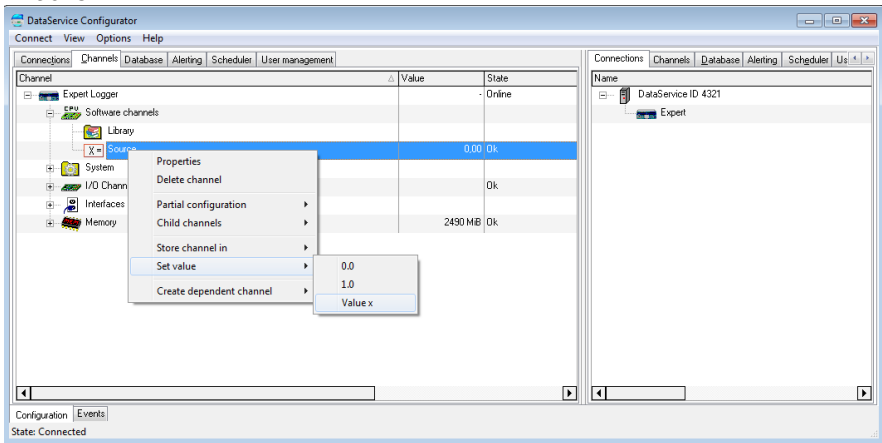 DataService Configurator
Connect View Options Help
Connections Channels Database Alerting Scheduler User management
Channel Value State
Expert Logger - Online
CPU Software channels
Library
X= Source 0,00 Ok
System
I/O Chann Ok
Interfaces
Memory 2490 MiB Ok
Properties
Delete channel
Partial configuration
Child channels
Store channel in
Set value
Create dependent channel
0.0
1.0
Value x
Connections Channels Database Alerting Scheduler Us
Name
DataService ID 4321
Expert
Configuration Events
State: Connected